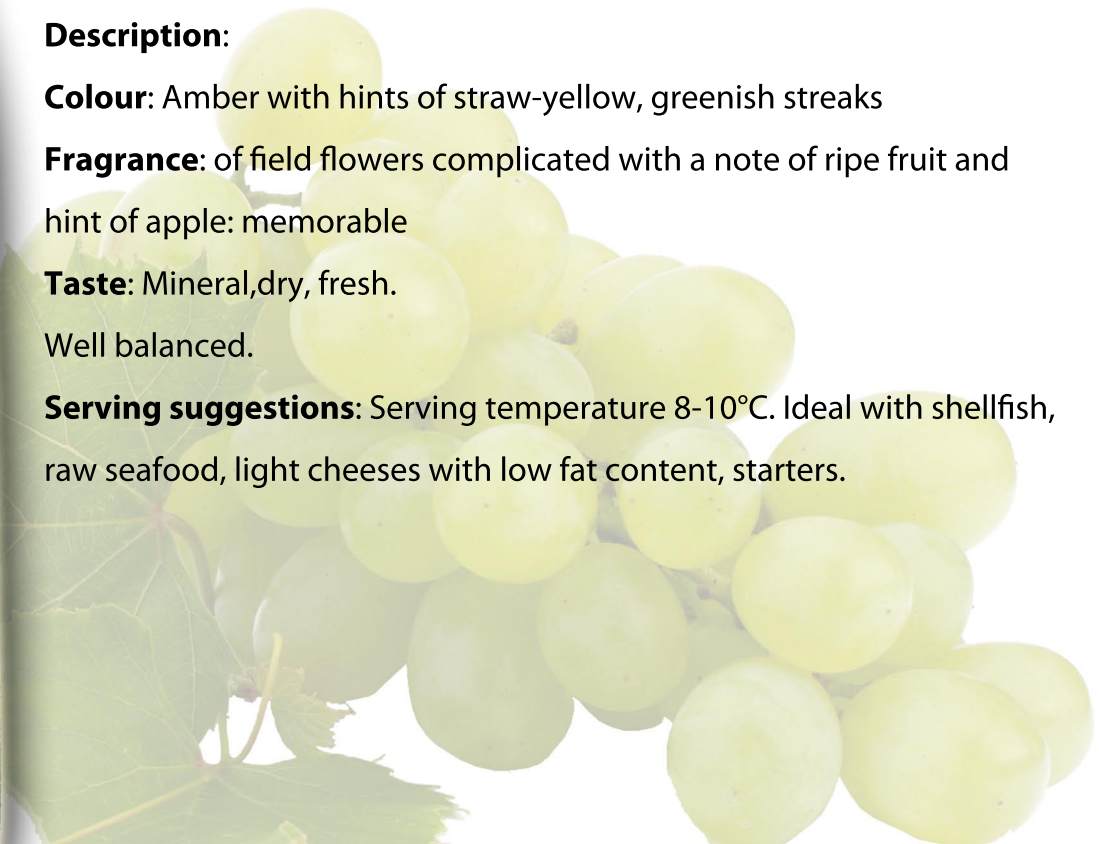 Description:
Colour: Amber with hints of straw-yellow, greenish streaks
Fragrance: of field flowers complicated with a note of ripe fruit and
hint of apple: memorable
Taste: Mineral,dry, fresh.
Well balanced.
Serving suggestions: Serving temperature 8-10°C. Ideal with shellfish,
raw seafood, light cheeses with low fat content, starters.